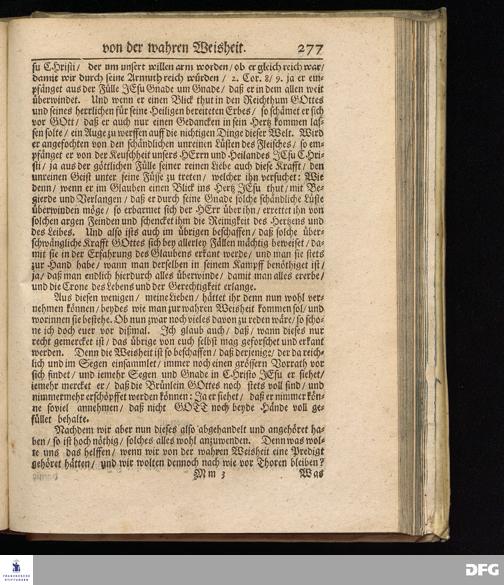 von der wahren Weisheit. 277
ſu CHriſti/ der um unſert willen arm worden/ ob er gleich reich war/
damit wir durch ſeine Armuth reich würden/ 2. Cor. 8/9. ja er em-
pfänget aus der Fülle JEſu Gnade um Gnade/ daß er in dem allen weit
überwindet. Und wenn er einen Blick thut in den Reichthum GOttes
und ſeines herrlichen für ſeine Heiligen bereiteten Erbes/ ſo ſchämet er ſich
vor GOtt/ daß er auch nur einen Gedancken in ſein Hertz kommen laſ-
ſen ſolte/ ein Auge zu werffen auff die nichtigen Dinge dieſer Welt. Wird
er angefochten von den ſchändlichen unreinen Lüſten des Fleiſches/ ſo em-
pfänget er von der Keuſchheit unſers HErrn und Heilandes JEſu CHri-
ſti/ ja aus der göttlichen Fülle ſeiner reinen Liebe auch dieſe Krafft/ den
unreinen Geiſt unter ſeine Füſſe zu treten/ welcher ihn verſuchet: Wie
denn/ wenn er im Glauben einen Blick ins Hertz JEſu thut/ mit Be-
gierde und Verlangen/ daß er durch ſeine Gnade ſolche ſchändliche Lüſte
überwinden möge/ ſo erbarmet ſich der HErr über ihn/ errettet ihn von
ſolchen argen Feinden und ſchencket ihm die Reinigkeit des Hertzens und
des Leibes. Und alſo iſts auch im übrigen beſchaffen/ daß ſolche über-
ſchwängliche Krafft GOttes ſich bey allerley Fällen mächtig beweiſet/ da-
mit ſie in der Erfahrung des Glaubens erkant werde/ und man ſie ſtets
zur Hand habe/ wann man derſelben in ſeinem Kampff benöthiget iſt/
ja/ daß man endlich hierdurch alles überwinde/ damit man alles ererbe/
und die Crone des Lebens und der Gerechtigkeit erlange.
Aus dieſen wenigen/ meine Lieben/ hättet ihr denn nun wohl ver-
nehmen können/ beydes wie man zur wahren Weisheit kommen ſol/ und
worinnen ſie beſtehe. Ob nun zwar noch vieles davon zu reden wäre/ ſo ſcho-
ne ich doch euer vor dißmal. Ich glaub auch/ daß/ wann dieſes nur
recht gemercket iſt/ das übrige von euch ſelbſt mag geforſchet und erkant
werden. Denn die Weisheit iſt ſo beſchaffen/ daß derjenige/ der da reich-
lich und im Segen einſammlet/ immer noch einen gröſſern Vorrath vor
ſich findet/ und iemehr Segen und Gnade in CHriſto JEſu er ſiehet/
iemehr mercket er/ daß die Brünlein GOttes noch ſtets voll ſind/ und
nimmermehr erſchöpffet werden können: Ja er ſiehet/ daß er nimmer kön-
ne ſoviel annehmen/ daß nicht GOTT noch beyde Hände voll ge-
füllet behalte.
Nachdem wir aber nun dieſes alſo abgehandelt und angehöret ha-
ben/ ſo iſt hoch nöthig/ ſolches alles wohl anzuwenden. Denn was wol-
te uns das helffen/ wenn wir von der wahren Weisheit eine Predigt
gehöret hätten/ und wir wolten dennoch nach wie vor Thoren bleiben?
Mm 3 Was
FRANCKESCHE
STIFTUNGEN
DFG